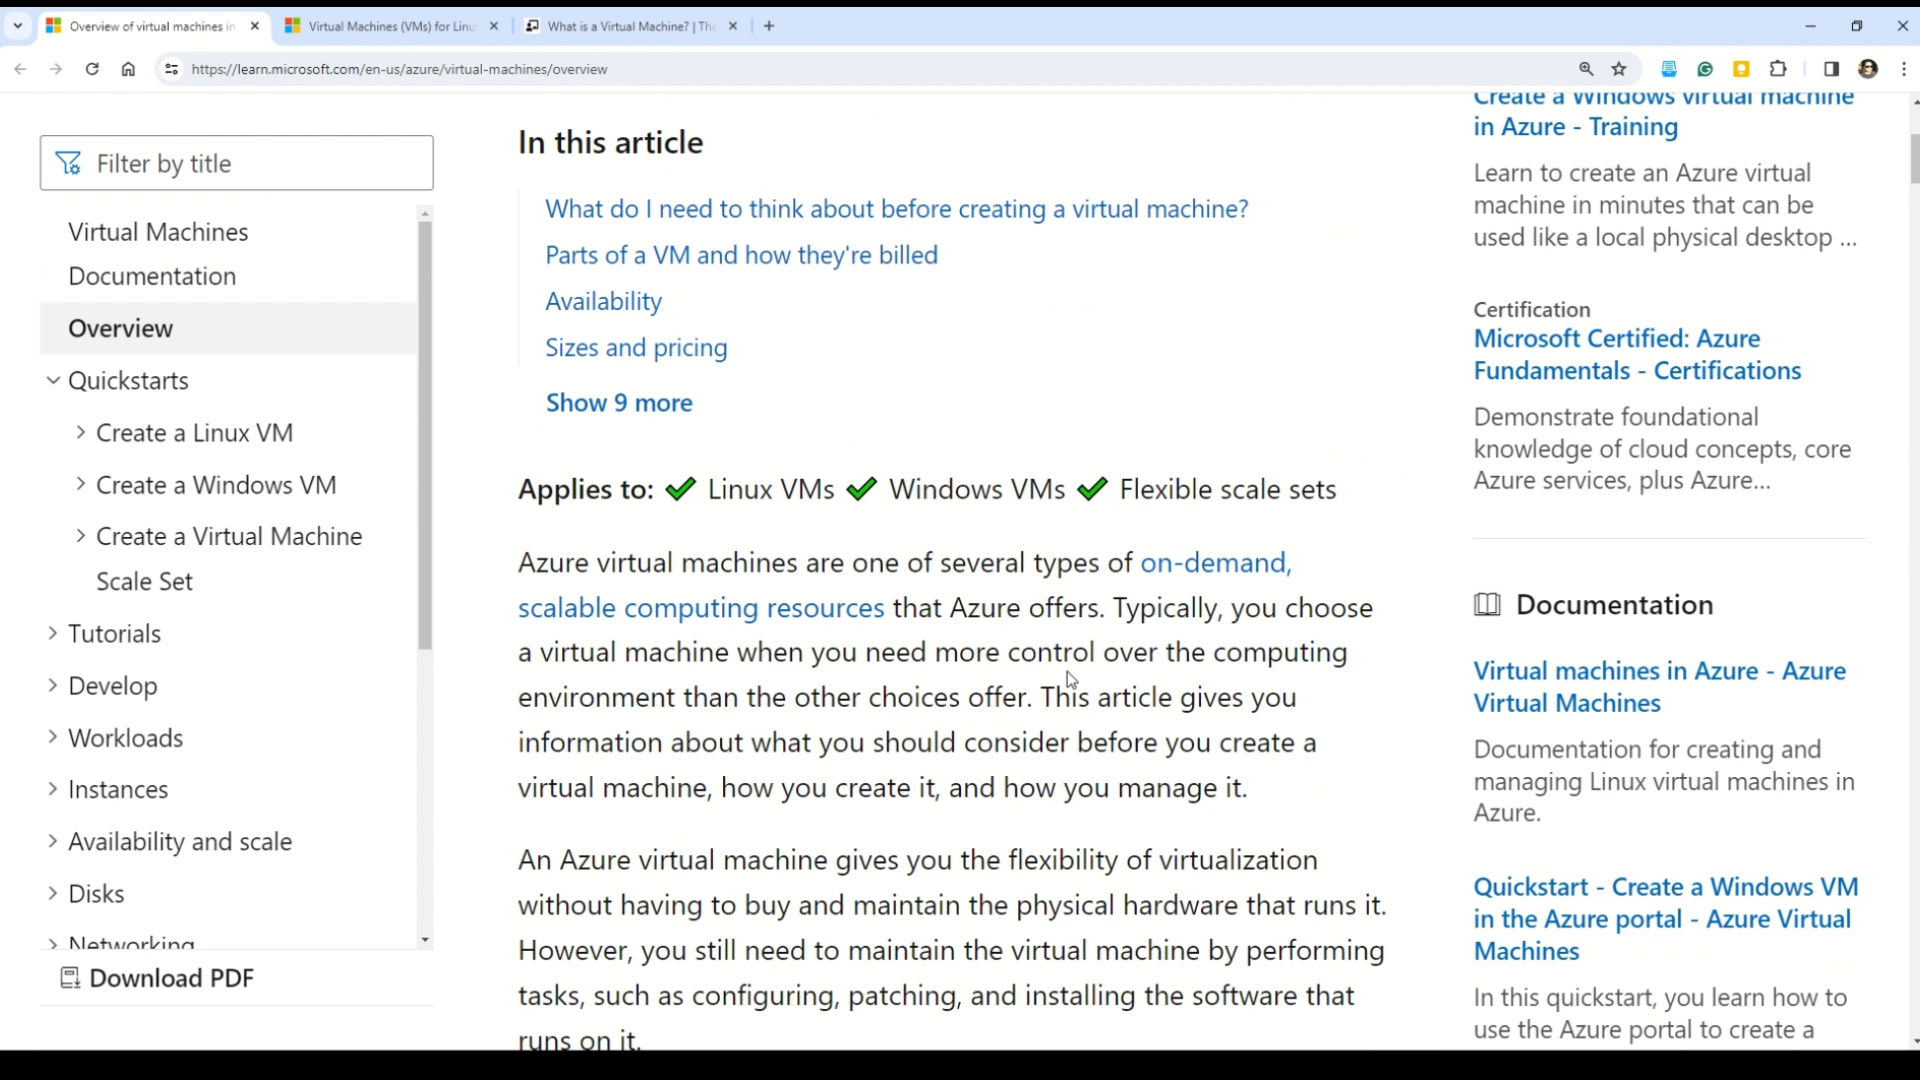 Overview of virtual machines in
Virtual Machines (VMs) for Linu
What is a Virtual Machine? | Th
https://learn.microsoft.com/en-us/azure/virtual-machines/overview
Filter by title
Virtual Machines
Documentation
Overview
Quickstarts
Create a Linux VM
Create a Windows VM
Create a Virtual Machine
Scale Set
Tutorials
Develop
Workloads
Instances
Availability and scale
Disks
Networking
Download PDF
In this article
What do I need to think about before creating a virtual machine?
Parts of a VM and how they're billed
Availability
Sizes and pricing
Show 9 more
Applies to: ✔ Linux VMs ✔ Windows VMs ✔ Flexible scale sets
Azure virtual machines are one of several types of on-demand,
scalable computing resources that Azure offers. Typically, you choose
a virtual machine when you need more control over the computing
environment than the other choices offer. This article gives you
information about what you should consider before you create a
virtual machine, how you create it, and how you manage it.
An Azure virtual machine gives you the flexibility of virtualization
without having to buy and maintain the physical hardware that runs it.
However, you still need to maintain the virtual machine by performing
tasks, such as configuring, patching, and installing the software that
runs on it.
Create a Windows virtual machine
in Azure - Training
Learn to create an Azure virtual
machine in minutes that can be
used like a local physical desktop ...
Certification
Microsoft Certified: Azure
Fundamentals - Certifications
Demonstrate foundational
knowledge of cloud concepts, core
Azure services, plus Azure...
Documentation
Virtual machines in Azure - Azure
Virtual Machines
Documentation for creating and
managing Linux virtual machines in
Azure.
Quickstart - Create a Windows VM
in the Azure portal - Azure Virtual
Machines
In this quickstart, you learn how to
use the Azure portal to create a